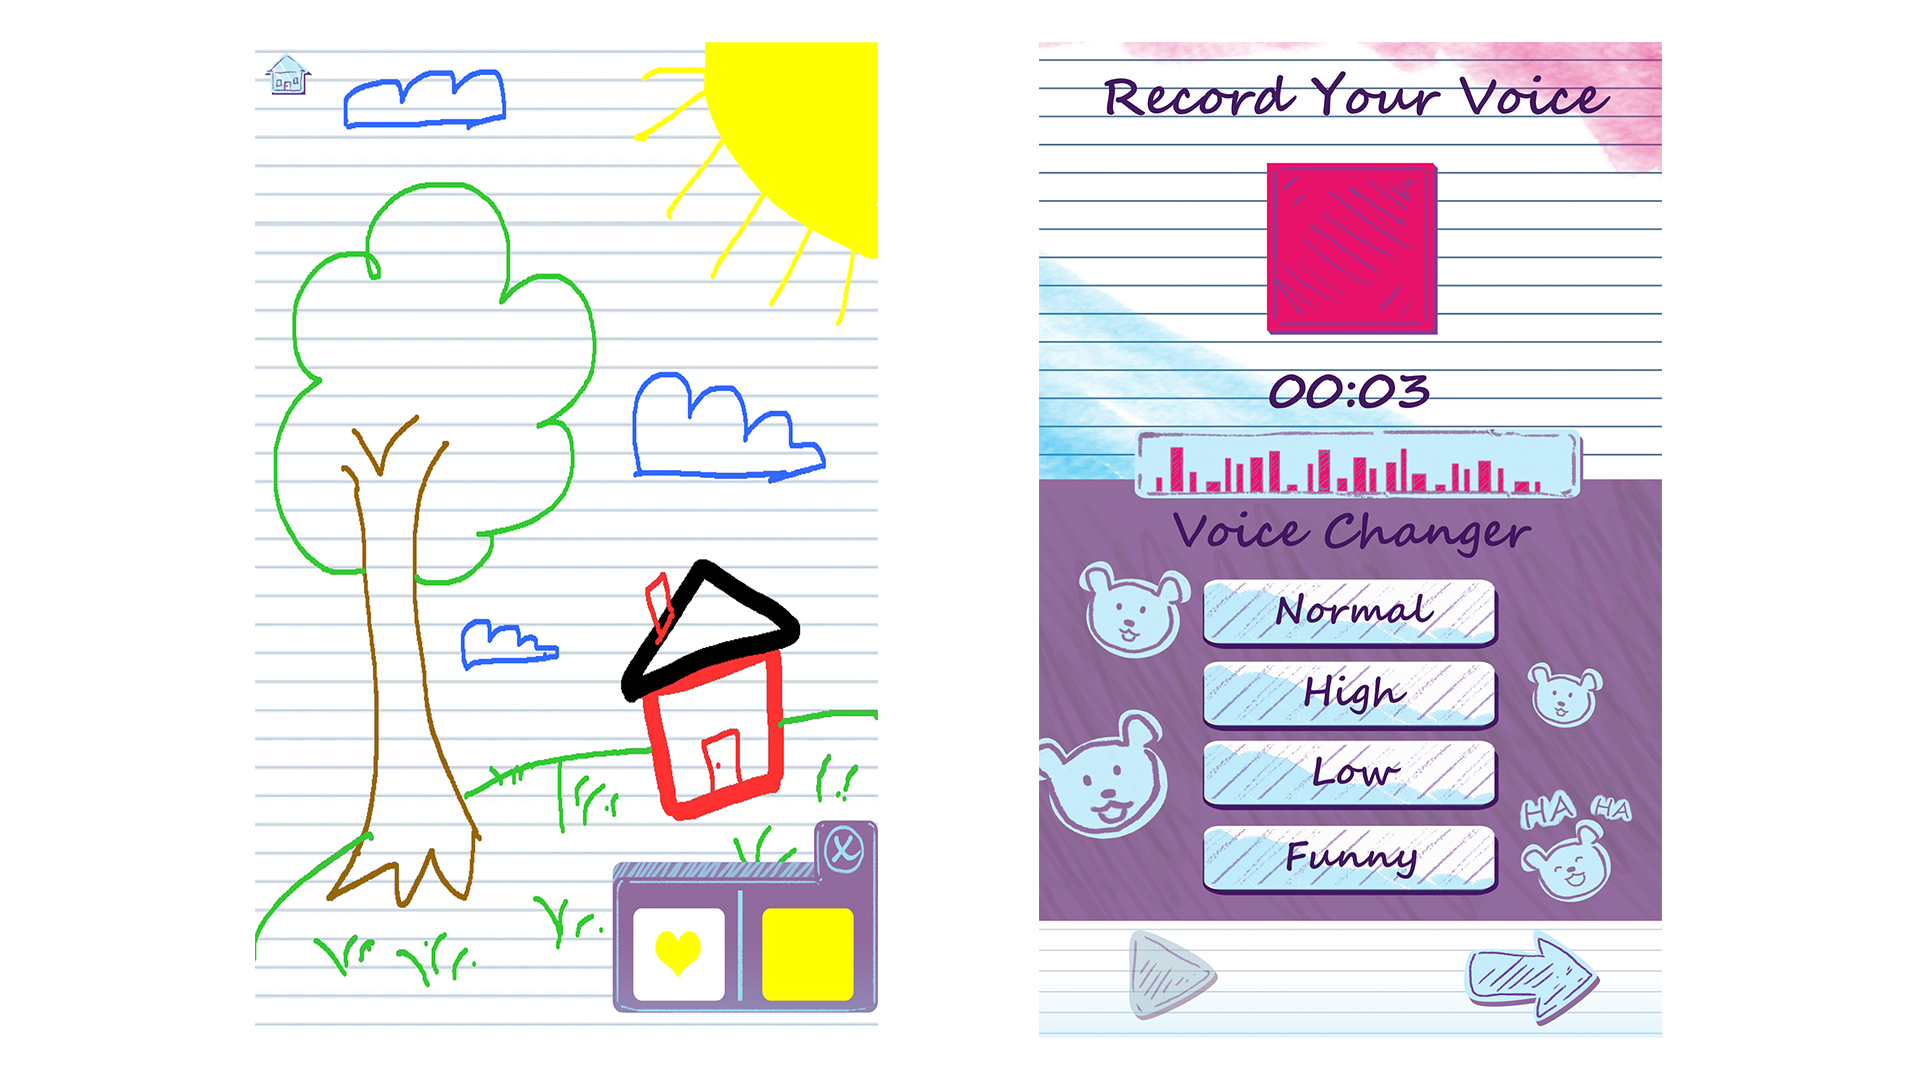 X
Record Your Voice
00:03
Voice Changer
Normal
High
Low
HA HA
Funny